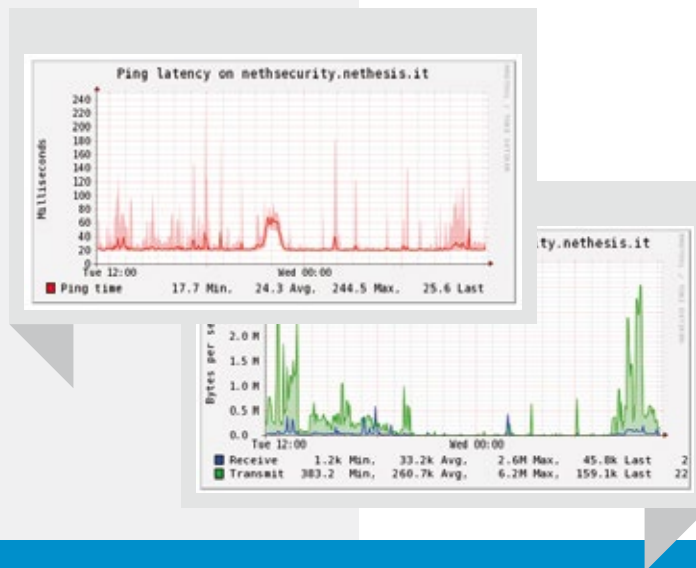 Ping latency on nethsecurity.nethesis.it
Milliseconds
240
220
200
180
160
140
120
100
80
60
40
20
0
Tue 12:00 Wed 00:00
Ping time 17.7 Min, 24.3 Avg, 244.5 Max, 25.6 Last
ty.nethesis.it
Bytes per se
2.0 M
1.5 M
1.0 M
0.5 M
0.0
Tue 12:00 Wed 00:00
Receive 1.2k Min, 33.2k Avg, 2.6M Max, 45.8k Last 2
Transmit 383.2 Min, 260.7k Avg, 6.2M Max, 159.1k Last 22